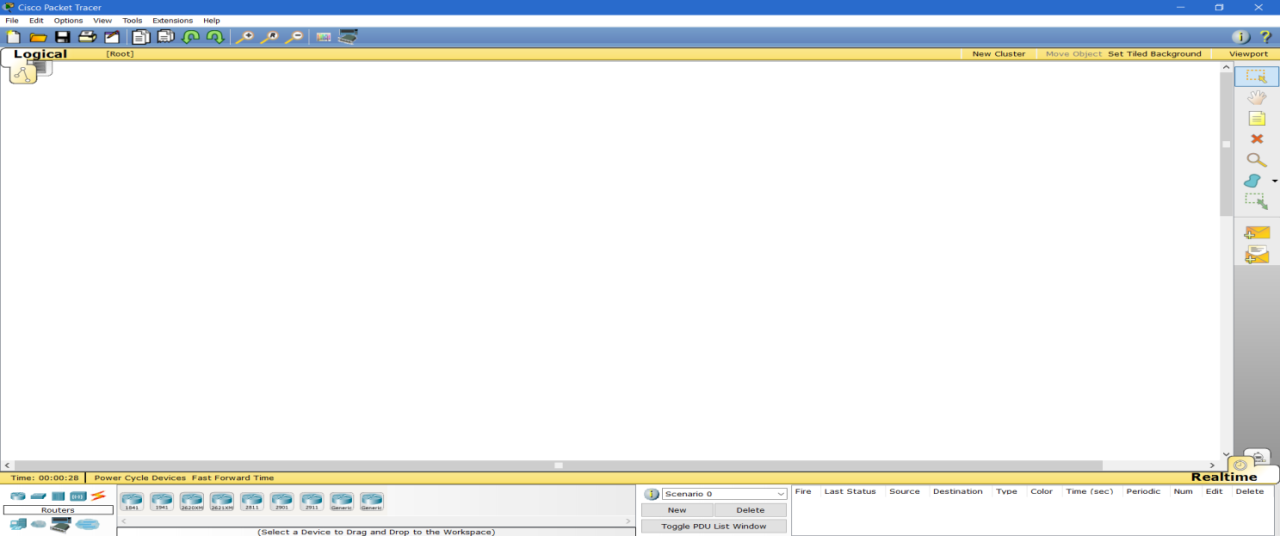 Cisco Packet Tracer
File Edit Options View Tools Extensions Help
Logical [Root] New Cluster Move Object Set Tiled Background Viewport
Time: 00:00:28 Power Cycle Devices Fast Forward Time Realtime
Routers
1841 1941 2620XM 2621XM 2811 2901 2911 Generic Generic
(Select a Device to Drag and Drop to the Workspace)
Scenario 0
New Delete
Toggle PDU List Window
Fire Last Status Source Destination Type Color Time (sec) Periodic Num Edit Delete